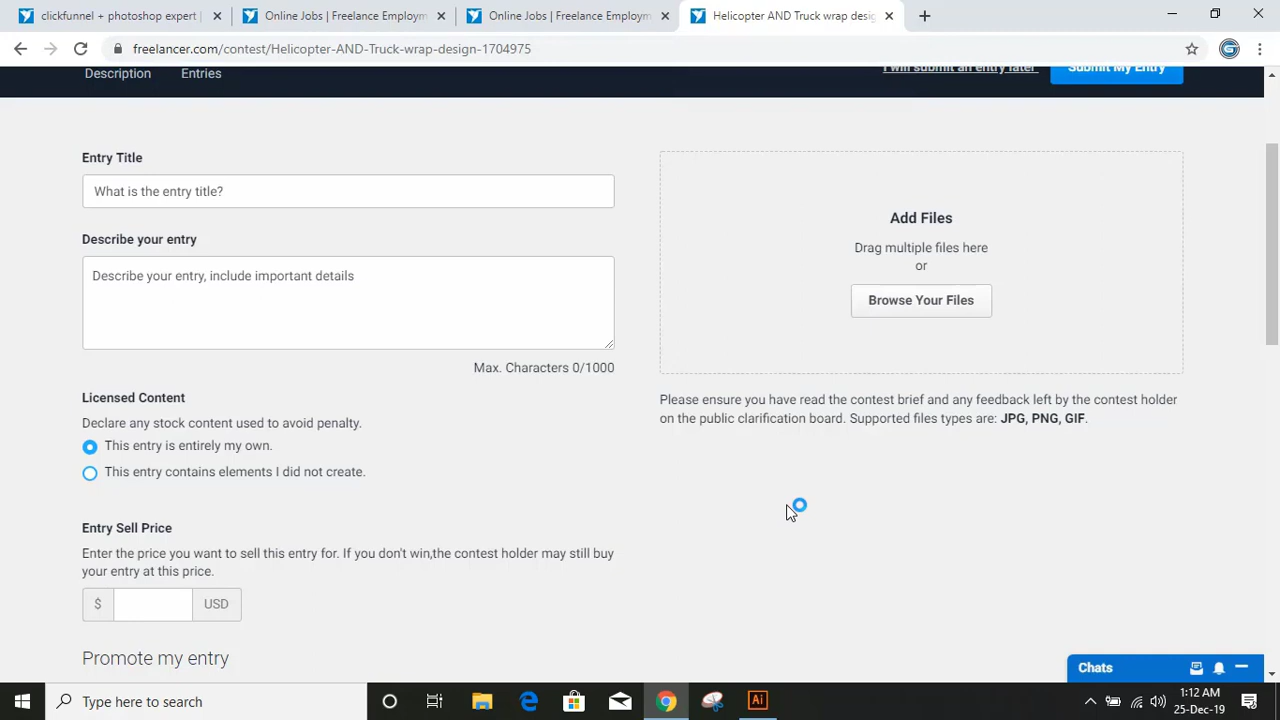 clickfunnel + photoshop expert |
Online Jobs | Freelance Employm
Online Jobs | Freelance Employm
Helicopter AND Truck wrap desig
freelancer.com/contest/Helicopter-AND-Truck-wrap-design-1704975
Description
Entries
I will submit an entry later
Submit My Entry
Entry Title
What is the entry title?
Describe your entry
Describe your entry, include important details
Max. Characters 0/1000
Licensed Content
Declare any stock content used to avoid penalty.
This entry is entirely my own.
This entry contains elements I did not create.
Entry Sell Price
Enter the price you want to sell this entry for. If you don't win,the contest holder may still buy
your entry at this price.
$ USD
Promote my entry
Add Files
Drag multiple files here
or
Browse Your Files
Please ensure you have read the contest brief and any feedback left by the contest holder
on the public clarification board. Supported files types are: JPG, PNG, GIF.
Chats
Type here to search
Ai
1:12 AM
25-Dec-19